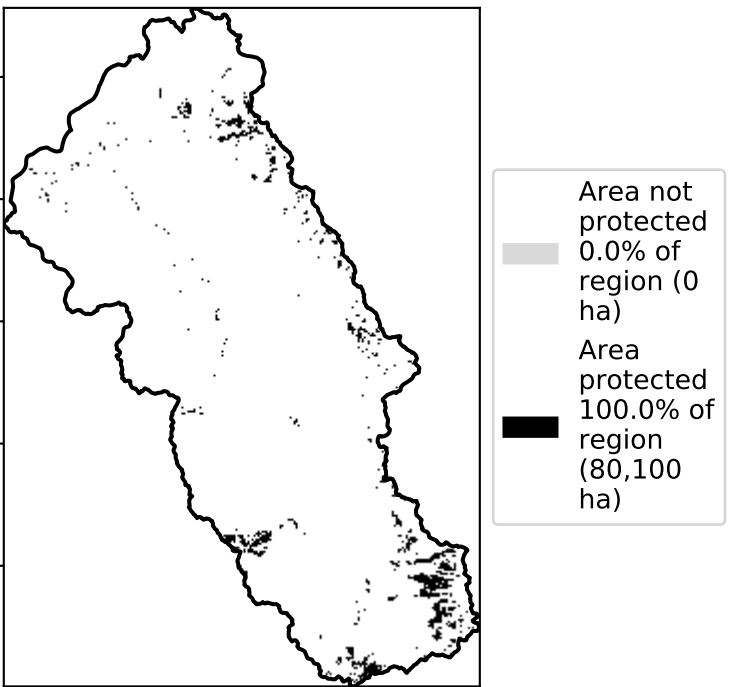 Area not
protected
0.0% of
region (0
ha)
Area
protected
100.0% of
region
(80,100
ha)